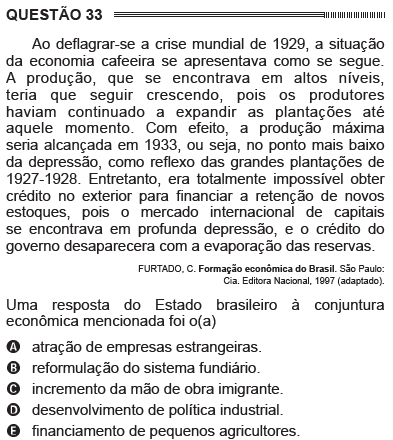 QUESTÃO 33
Ao deflagrar-se a crise mundial de 1929, a situação
da economia cafeeira se apresentava como se segue.
A produção, que se encontrava em altos níveis,
teria que seguir crescendo, pois os produtores
haviam continuado a expandir as plantações até
aquele momento. Com efeito, a produção máxima
seria alcançada em 1933, ou seja, no ponto mais baixo
da depressão, como reflexo das grandes plantações de
1927-1928. Entretanto, era totalmente impossível obter
crédito no exterior para financiar a retenção de novos
estoques, pois o mercado internacional de capitais
se encontrava em profunda depressão, e o crédito do
governo desaparecera com a evaporação das reservas.
FURTADO, C. Formação econômica do Brasil. São Paulo:
Cia. Editora Nacional, 1997 (adaptado).
Uma resposta do Estado brasileiro à conjuntura
econômica mencionada foi o(a)
A atração de empresas estrangeiras.
B reformulação do sistema fundiário.
C incremento da mão de obra imigrante.
D desenvolvimento de política industrial.
E financiamento de pequenos agricultores.